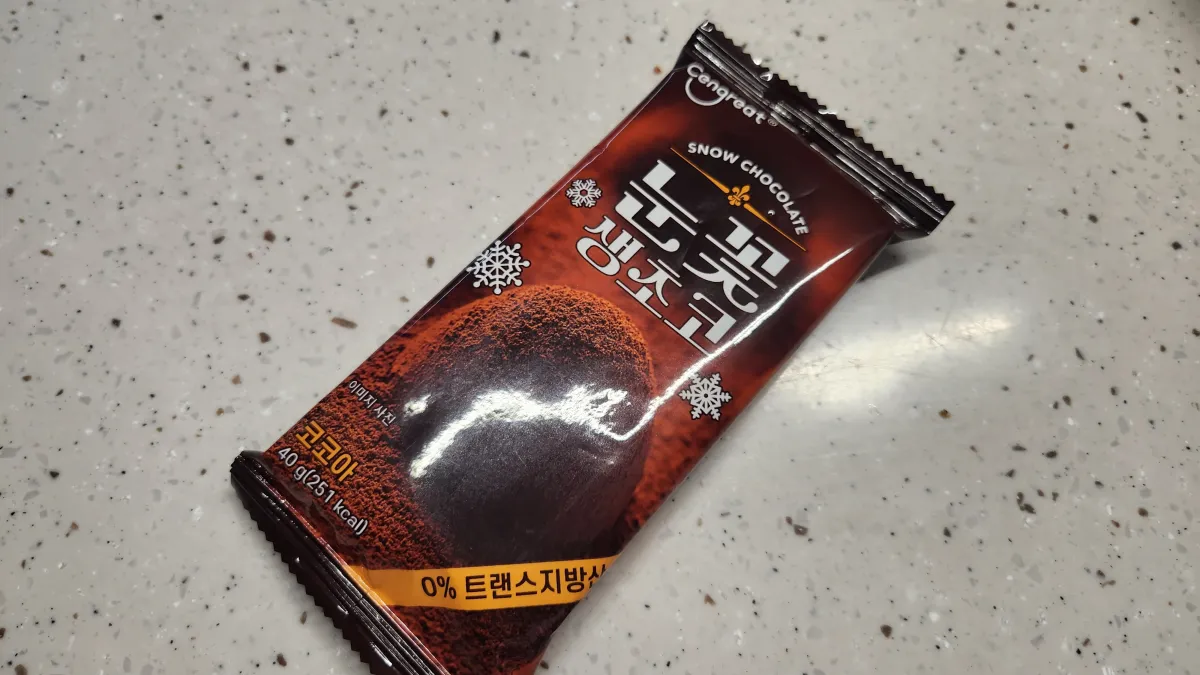 Cengreat®
SNOW CHOCOLATE
눈꽃
생초코
이미지 사진
코코아
40 g(251 kcal)
0% 트랜스지방산